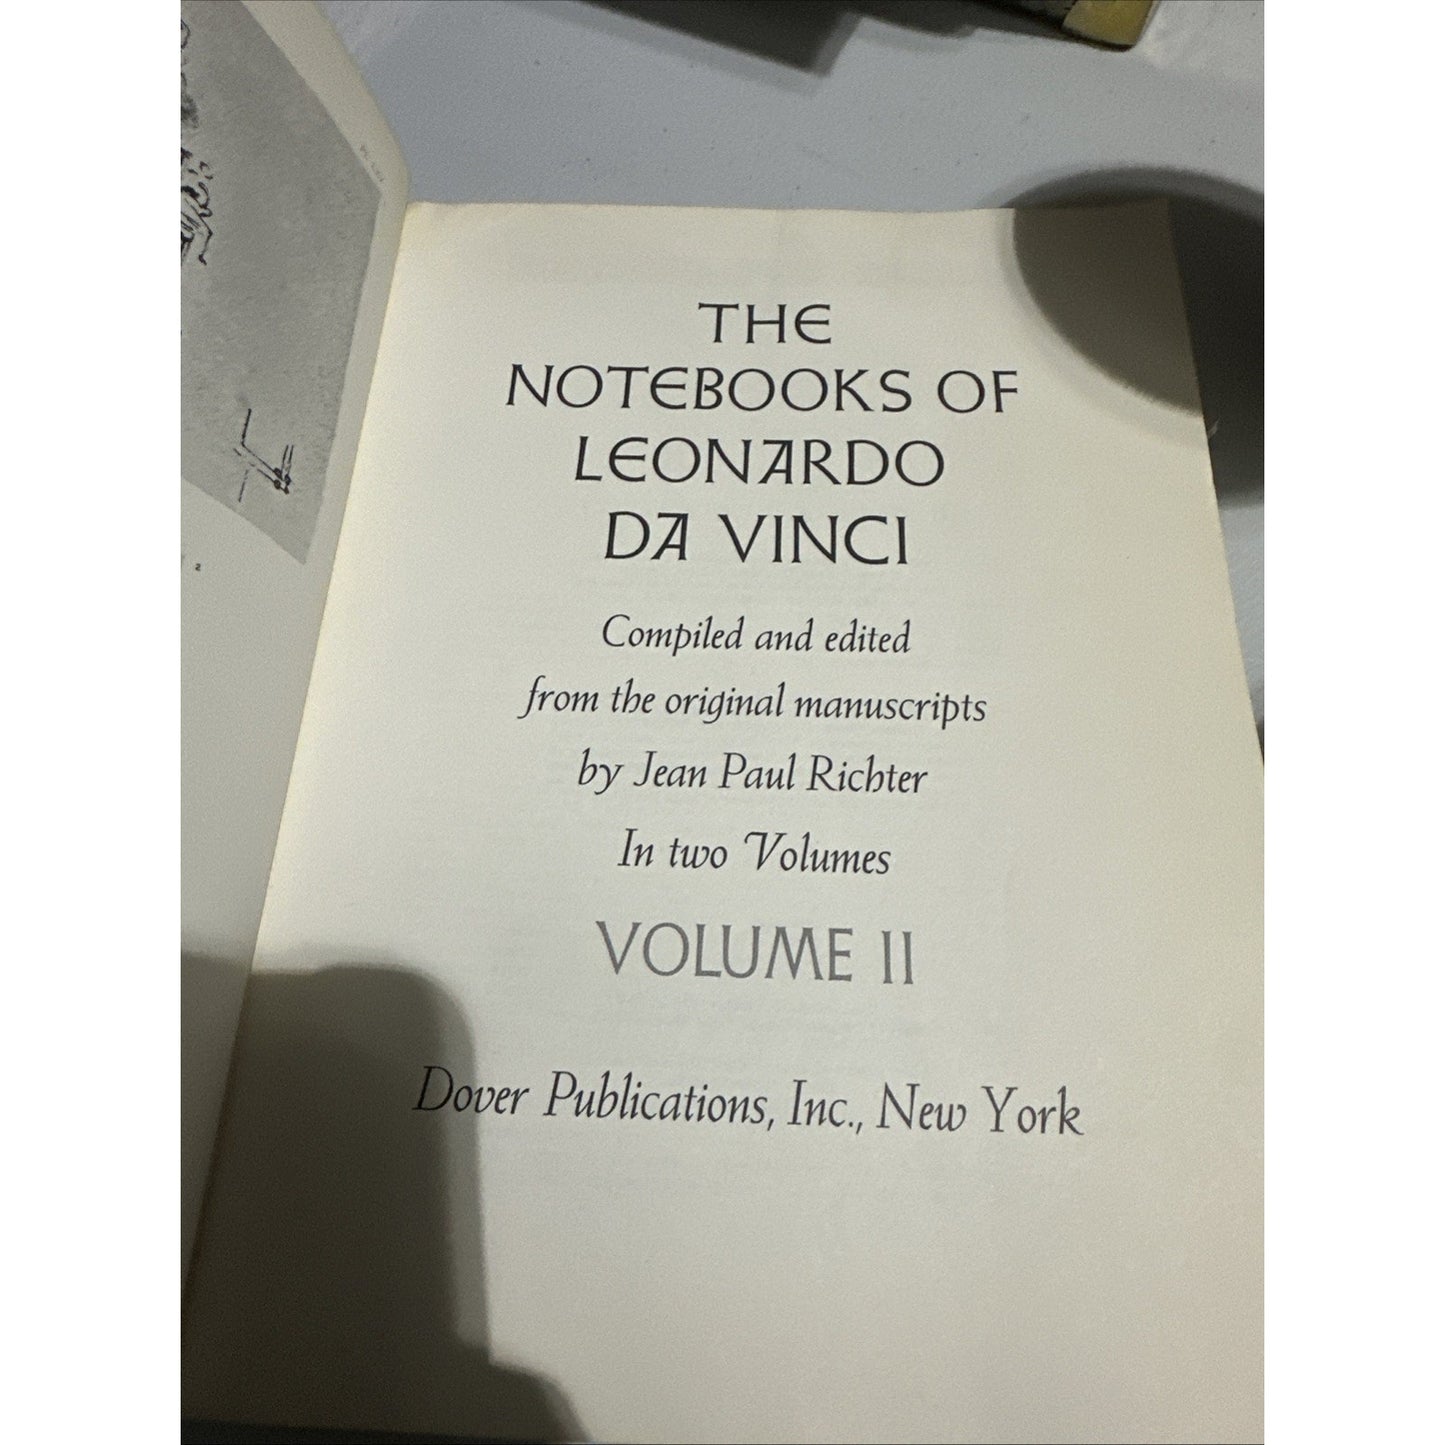 THE
NOTEBOOKS OF
LEONARDO
DA VINCI
Compiled and edited
from the original manuscripts
by Jean Paul Richter
In two Volumes
VOLUME II
Dover Publications, Inc., New York
2